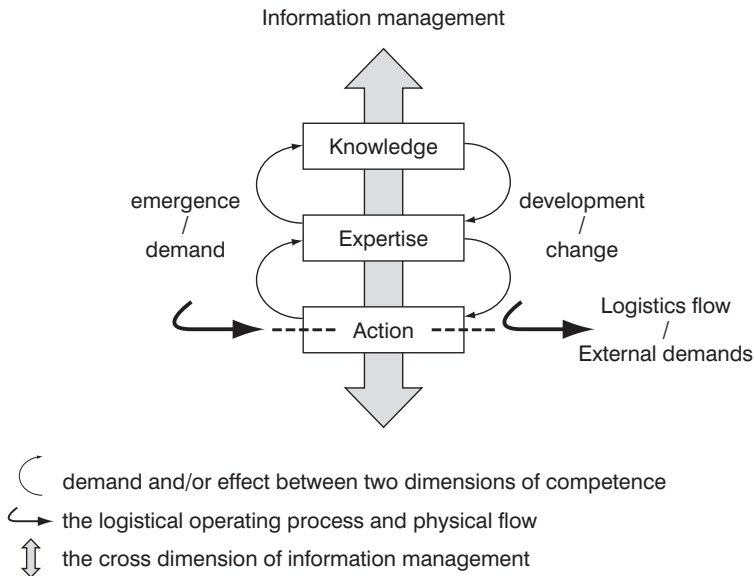 Information management
Knowledge
emergence
/
demand
development
/
change
Expertise
Action
Logistics flow
/
External demands
demand and/or effect between two dimensions of competence
the logistical operating process and physical flow
the cross dimension of information management